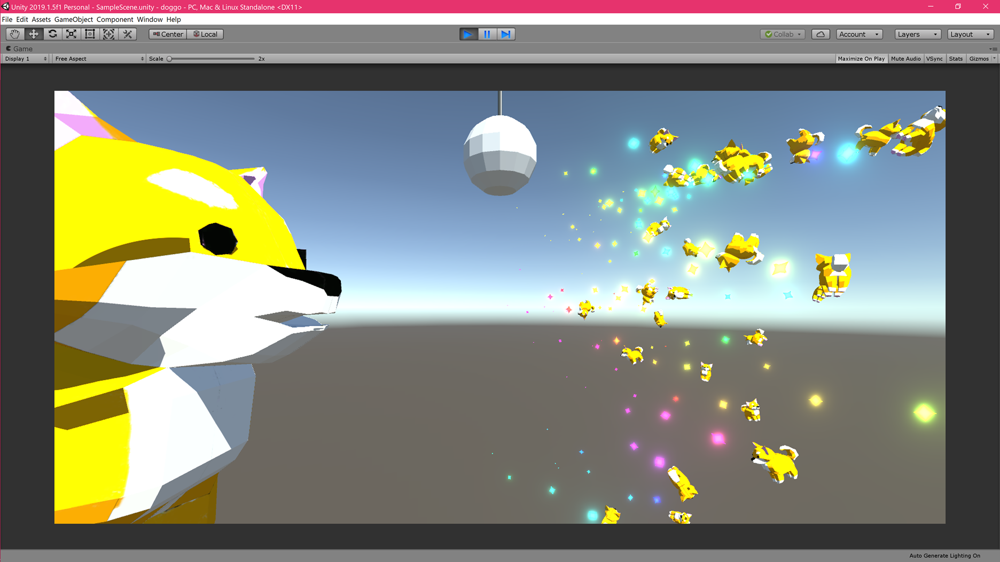 Unity 2019.1.5f1 Personal - SampleScene.unity - doggo - PC, Mac & Linux Standalone <DX11>
File Edit Assets GameObject Component Window Help
Center Local Collab Account Layers Layout
Game
Display 1 Free Aspect Scale 2x Maximize On Play Mute Audio VSync Stats Gizmos
Auto Generate Lighting On